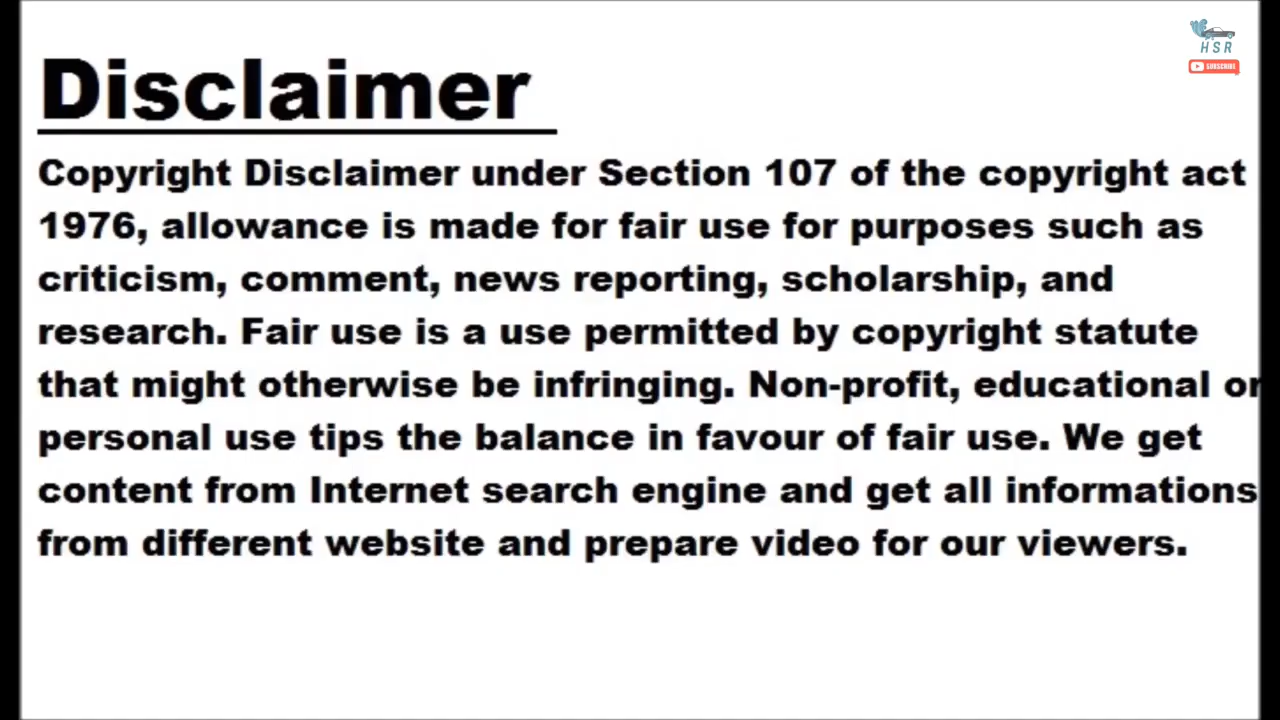 HSR
SUBSCRIBE
Disclaimer
Copyright Disclaimer under Section 107 of the copyright act
1976, allowance is made for fair use for purposes such as
criticism, comment, news reporting, scholarship, and
research. Fair use is a use permitted by copyright statute
that might otherwise be infringing. Non-profit, educational or
personal use tips the balance in favour of fair use. We get
content from Internet search engine and get all informations
from different website and prepare video for our viewers.